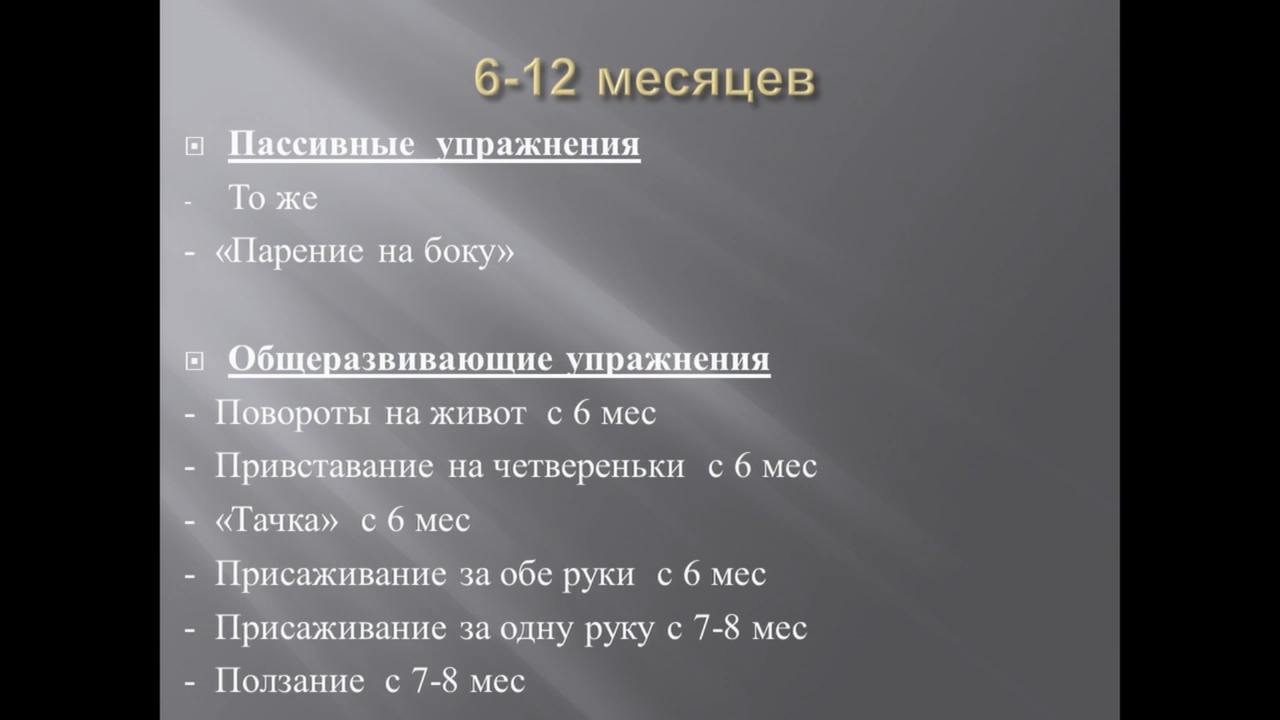 6-12 месяцев
Пассивные упражнения
- То же
- «Парение на боку»
Общеразвивающие упражнения
- Повороты на живот с 6 мес
- Привставание на четвереньки с 6 мес
- «Тачка» с 6 мес
- Присаживание за обе руки с 6 мес
- Присаживание за одну руку с 7-8 мес
- Ползание с 7-8 мес